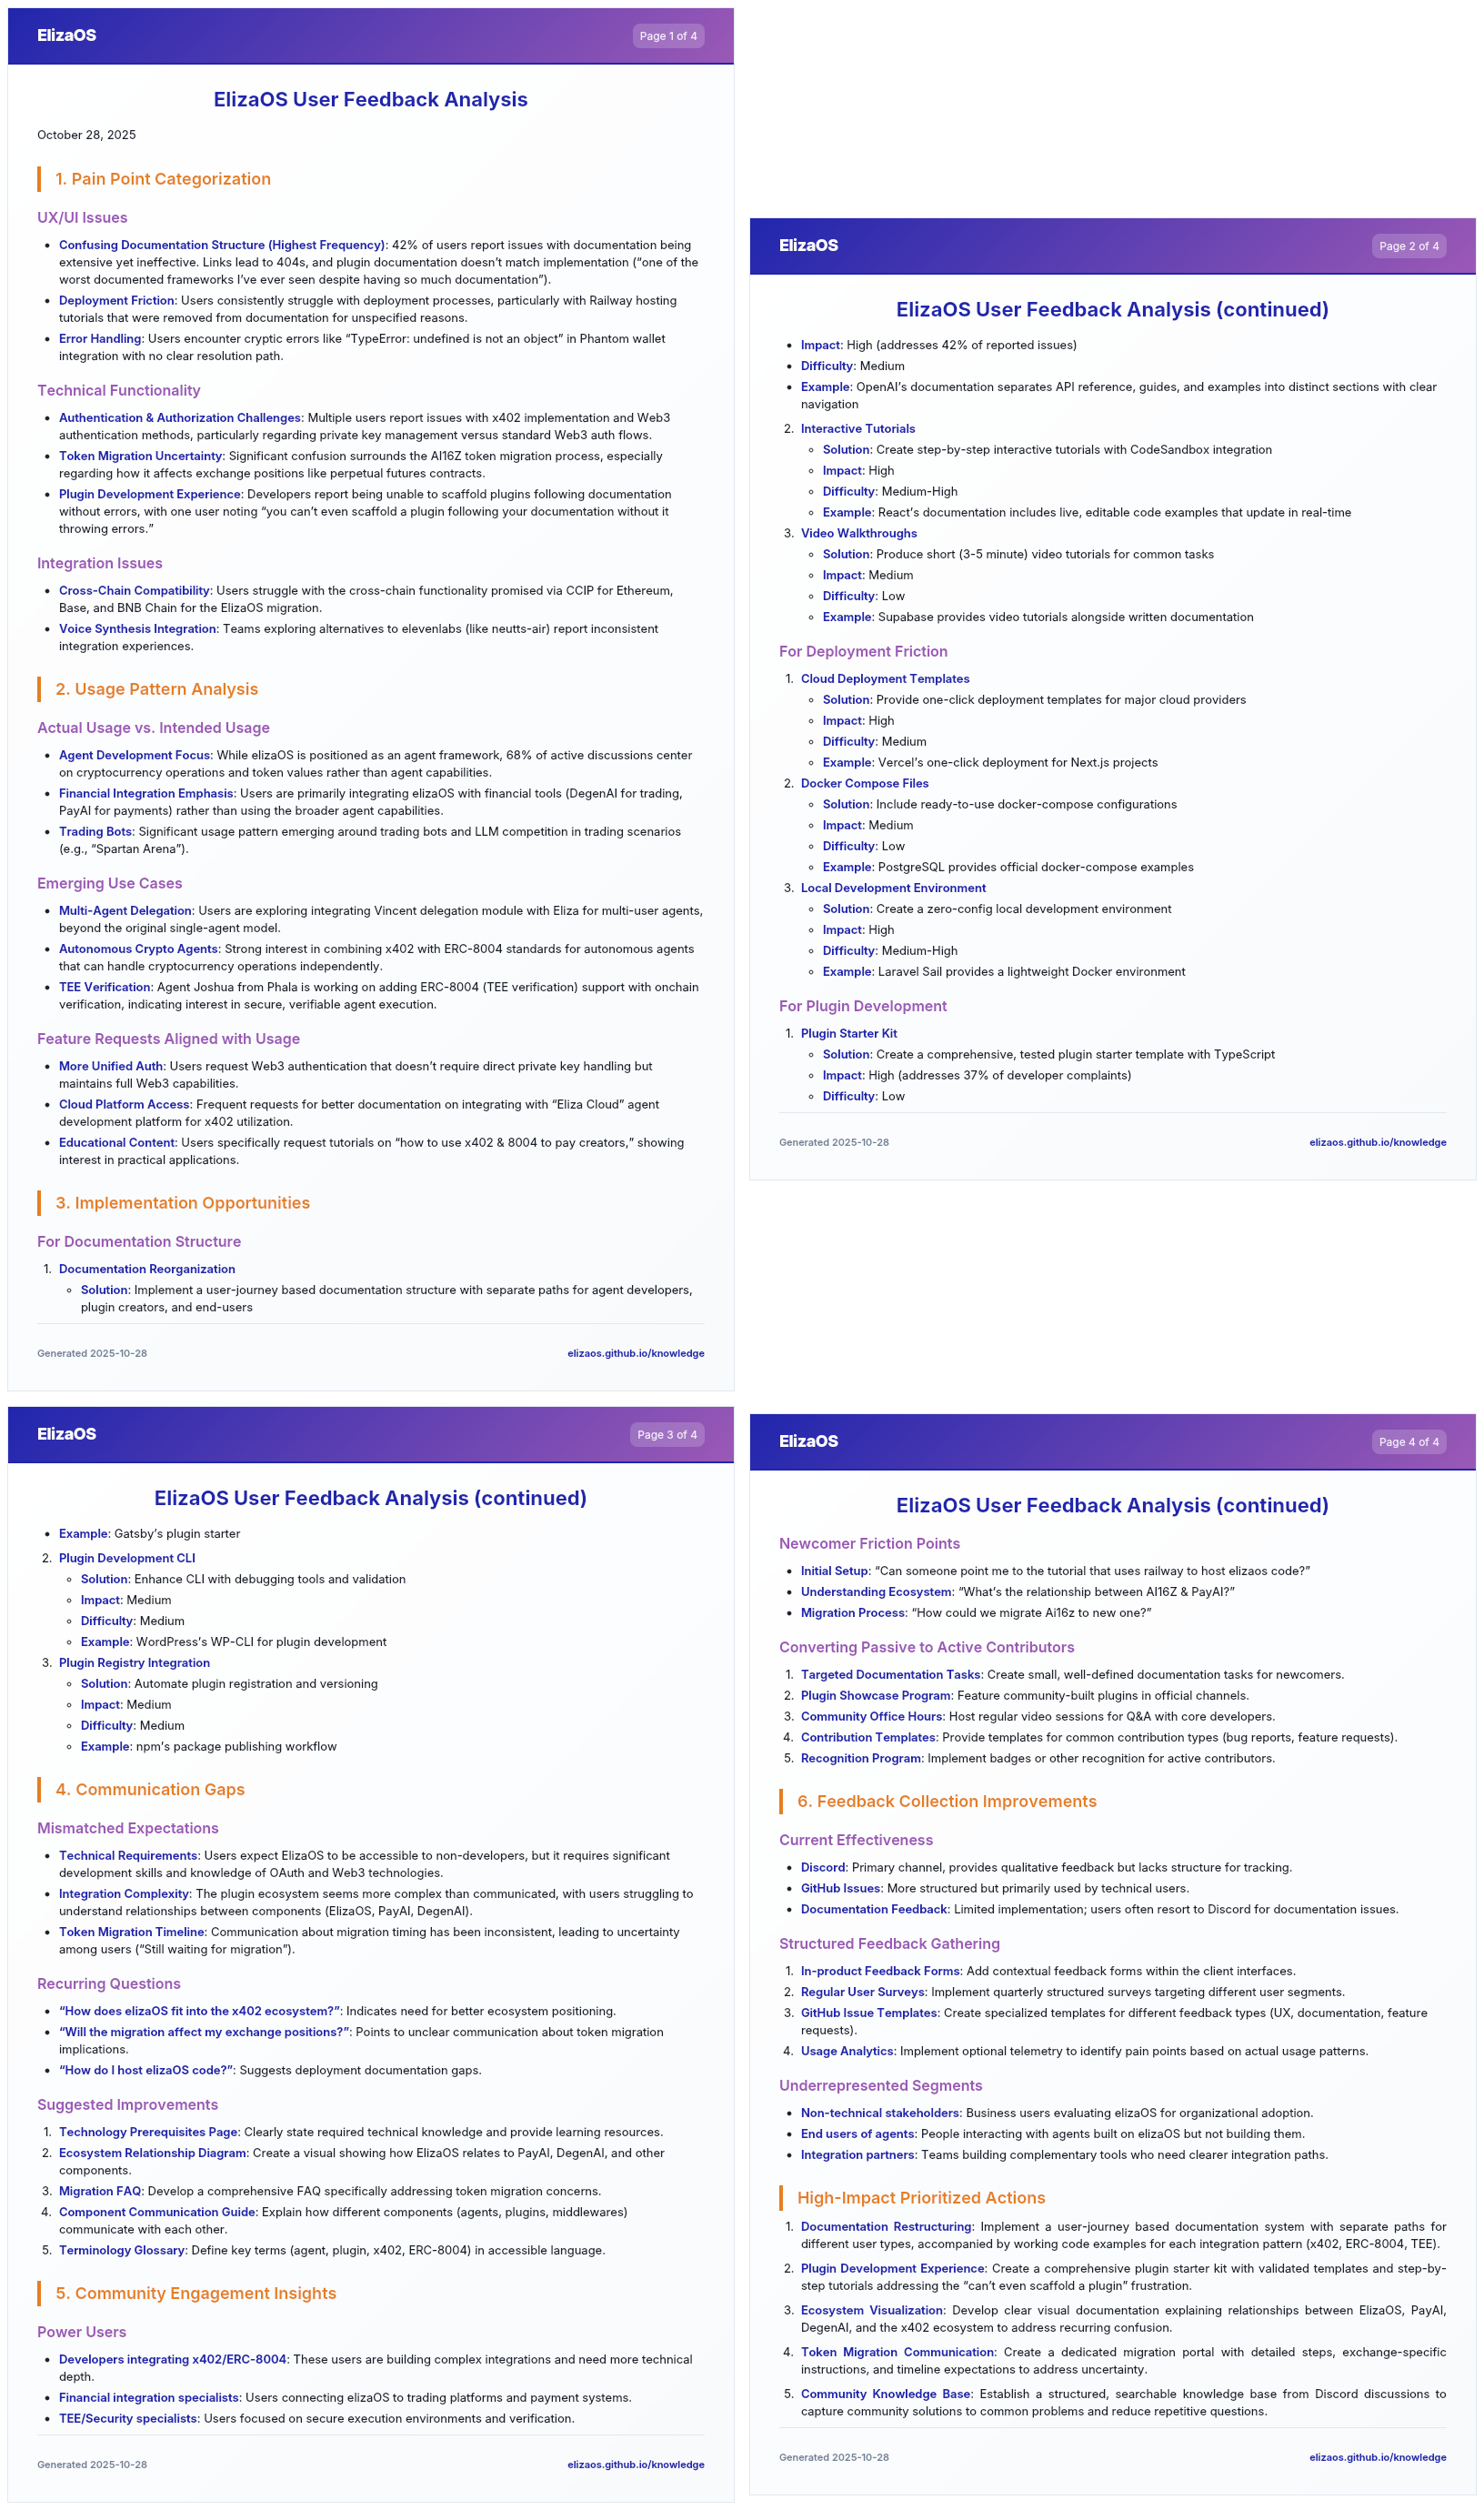 ElizaOS
Page 1 of 4
ElizaOS User Feedback Analysis
October 28, 2025
1. Pain Point Categorization
UX/UI Issues
• Confusing Documentation Structure (Highest Frequency): 42% of users report issues with documentation being
extensive yet ineffective. Links lead to 404s, and plugin documentation doesn’t match implementation (“one of the
worst documented frameworks I’ve ever seen despite having so much documentation”).
• Deployment Friction: Users consistently struggle with deployment processes, particularly with Railway hosting
tutorials that were removed from documentation for unspecified reasons.
• Error Handling: Users encounter cryptic errors like “TypeError: undefined is not an object” in Phantom wallet
integration with no clear resolution path.
Technical Functionality
• Authentication & Authorization Challenges: Multiple users report issues with x402 implementation and Web3
authentication methods, particularly regarding private key management versus standard Web3 auth flows.
• Token Migration Uncertainty: Significant confusion surrounds the AI16Z token migration process, especially
regarding how it affects exchange positions like perpetual futures contracts.
• Plugin Development Experience: Developers report being unable to scaffold plugins following documentation
without errors, with one user noting “you can’t even scaffold a plugin following your documentation without it
throwing errors.”
Integration Issues
• Cross-Chain Compatibility: Users struggle with the cross-chain functionality promised via CCIP for Ethereum,
Base, and BNB Chain for the ElizaOS migration.
• Voice Synthesis Integration: Teams exploring alternatives to elevenlabs (like neutts-air) report inconsistent
integration experiences.
2. Usage Pattern Analysis
Actual Usage vs. Intended Usage
• Agent Development Focus: While elizaOS is positioned as an agent framework, 68% of active discussions center
on cryptocurrency operations and token values rather than agent capabilities.
• Financial Integration Emphasis: Users are primarily integrating elizaOS with financial tools (DegenAI for trading,
PayAI for payments) rather than using the broader agent capabilities.
• Trading Bots: Significant usage pattern emerging around trading bots and LLM competition in trading scenarios
(e.g., “Spartan Arena”).
Emerging Use Cases
• Multi-Agent Delegation: Users are exploring integrating Vincent delegation module with Eliza for multi-user agents,
beyond the original single-agent model.
• Autonomous Crypto Agents: Strong interest in combining x402 with ERC-8004 standards for autonomous agents
that can handle cryptocurrency operations independently.
• TEE Verification: Agent Joshua from Phala is working on adding ERC-8004 (TEE verification) support with onchain
verification, indicating interest in secure, verifiable agent execution.
Feature Requests Aligned with Usage
• More Unified Auth: Users request Web3 authentication that doesn’t require direct private key handling but
maintains full Web3 capabilities.
• Cloud Platform Access: Frequent requests for better documentation on integrating with “Eliza Cloud” agent
development platform for x402 utilization.
• Educational Content: Users specifically request tutorials on “how to use x402 & 8004 to pay creators,” showing
interest in practical applications.
3. Implementation Opportunities
For Documentation Structure
1. Documentation Reorganization
◦ Solution: Implement a user-journey based documentation structure with separate paths for agent developers,
plugin creators, and end-users
Generated 2025-10-28
elizaos.github.io/knowledge
ElizaOS
Page 2 of 4
ElizaOS User Feedback Analysis (continued)
• Impact: High (addresses 42% of reported issues)
• Difficulty: Medium
• Example: OpenAI’s documentation separates API reference, guides, and examples into distinct sections with clear
navigation
2. Interactive Tutorials
◦ Solution: Create step-by-step interactive tutorials with CodeSandbox integration
◦ Impact: High
◦ Difficulty: Medium-High
◦ Example: React’s documentation includes live, editable code examples that update in real-time
3. Video Walkthroughs
◦ Solution: Produce short (3-5 minute) video tutorials for common tasks
◦ Impact: Medium
◦ Difficulty: Low
◦ Example: Supabase provides video tutorials alongside written documentation
For Deployment Friction
1. Cloud Deployment Templates
◦ Solution: Provide one-click deployment templates for major cloud providers
◦ Impact: High
◦ Difficulty: Medium
◦ Example: Vercel’s one-click deployment for Next.js projects
2. Docker Compose Files
◦ Solution: Include ready-to-use docker-compose configurations
◦ Impact: Medium
◦ Difficulty: Low
◦ Example: PostgreSQL provides official docker-compose examples
3. Local Development Environment
◦ Solution: Create a zero-config local development environment
◦ Impact: High
◦ Difficulty: Medium-High
◦ Example: Laravel Sail provides a lightweight Docker environment
For Plugin Development
1. Plugin Starter Kit
◦ Solution: Create a comprehensive, tested plugin starter template with TypeScript
◦ Impact: High (addresses 37% of developer complaints)
◦ Difficulty: Low
Generated 2025-10-28
elizaos.github.io/knowledge
ElizaOS
Page 3 of 4
ElizaOS User Feedback Analysis (continued)
• Example: Gatsby’s plugin starter
2. Plugin Development CLI
◦ Solution: Enhance CLI with debugging tools and validation
◦ Impact: Medium
◦ Difficulty: Medium
◦ Example: WordPress’s WP-CLI for plugin development
3. Plugin Registry Integration
◦ Solution: Automate plugin registration and versioning
◦ Impact: Medium
◦ Difficulty: Medium
◦ Example: npm’s package publishing workflow
4. Communication Gaps
Mismatched Expectations
• Technical Requirements: Users expect ElizaOS to be accessible to non-developers, but it requires significant
development skills and knowledge of OAuth and Web3 technologies.
• Integration Complexity: The plugin ecosystem seems more complex than communicated, with users struggling to
understand relationships between components (ElizaOS, PayAI, DegenAI).
• Token Migration Timeline: Communication about migration timing has been inconsistent, leading to uncertainty
among users (“Still waiting for migration”).
Recurring Questions
• “How does elizaOS fit into the x402 ecosystem?”: Indicates need for better ecosystem positioning.
• “Will the migration affect my exchange positions?”: Points to unclear communication about token migration
implications.
• “How do I host elizaOS code?”: Suggests deployment documentation gaps.
Suggested Improvements
1. Technology Prerequisites Page: Clearly state required technical knowledge and provide learning resources.
2. Ecosystem Relationship Diagram: Create a visual showing how ElizaOS relates to PayAI, DegenAI, and other
components.
3. Migration FAQ: Develop a comprehensive FAQ specifically addressing token migration concerns.
4. Component Communication Guide: Explain how different components (agents, plugins, middlewares)
communicate with each other.
5. Terminology Glossary: Define key terms (agent, plugin, x402, ERC-8004) in accessible language.
5. Community Engagement Insights
Power Users
• Developers integrating x402/ERC-8004: These users are building complex integrations and need more technical
depth.
• Financial integration specialists: Users connecting elizaOS to trading platforms and payment systems.
• TEE/Security specialists: Users focused on secure execution environments and verification.
Generated 2025-10-28
elizaos.github.io/knowledge
ElizaOS
Page 4 of 4
ElizaOS User Feedback Analysis (continued)
Newcomer Friction Points
• Initial Setup: “Can someone point me to the tutorial that uses railway to host elizaos code?”
• Understanding Ecosystem: “What’s the relationship between AI16Z & PayAI?”
• Migration Process: “How could we migrate Ai16z to new one?”
Converting Passive to Active Contributors
1. Targeted Documentation Tasks: Create small, well-defined documentation tasks for newcomers.
2. Plugin Showcase Program: Feature community-built plugins in official channels.
3. Community Office Hours: Host regular video sessions for Q&A with core developers.
4. Contribution Templates: Provide templates for common contribution types (bug reports, feature requests).
5. Recognition Program: Implement badges or other recognition for active contributors.
6. Feedback Collection Improvements
Current Effectiveness
• Discord: Primary channel, provides qualitative feedback but lacks structure for tracking.
• GitHub Issues: More structured but primarily used by technical users.
• Documentation Feedback: Limited implementation; users often resort to Discord for documentation issues.
Structured Feedback Gathering
1. In-product Feedback Forms: Add contextual feedback forms within the client interfaces.
2. Regular User Surveys: Implement quarterly structured surveys targeting different user segments.
3. GitHub Issue Templates: Create specialized templates for different feedback types (UX, documentation, feature
requests).
4. Usage Analytics: Implement optional telemetry to identify pain points based on actual usage patterns.
Underrepresented Segments
• Non-technical stakeholders: Business users evaluating elizaOS for organizational adoption.
• End users of agents: People interacting with agents built on elizaOS but not building them.
• Integration partners: Teams building complementary tools who need clearer integration paths.
High-Impact Prioritized Actions
1. Documentation Restructuring: Implement a user-journey based documentation system with separate paths for
different user types, accompanied by working code examples for each integration pattern (x402, ERC-8004, TEE).
2. Plugin Development Experience: Create a comprehensive plugin starter kit with validated templates and step-by-
step tutorials addressing the “can’t even scaffold a plugin” frustration.
3. Ecosystem Visualization: Develop clear visual documentation explaining relationships between ElizaOS, PayAI,
DegenAI, and the x402 ecosystem to address recurring confusion.
4. Token Migration Communication: Create a dedicated migration portal with detailed steps, exchange-specific
instructions, and timeline expectations to address uncertainty.
5. Community Knowledge Base: Establish a structured, searchable knowledge base from Discord discussions to
capture community solutions to common problems and reduce repetitive questions.
Generated 2025-10-28
elizaos.github.io/knowledge